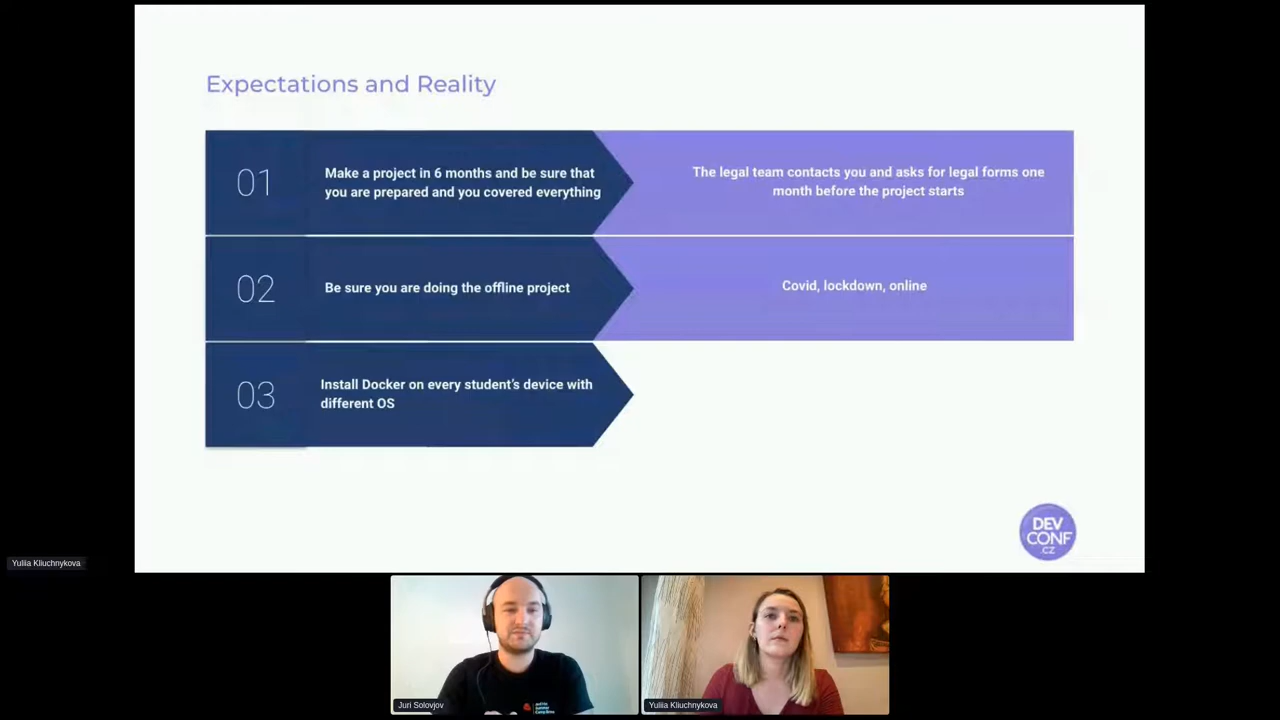 Expectations and Reality
01
Make a project in 6 months and be sure that
you are prepared and you covered everything
The legal team contacts you and asks for legal forms one
month before the project starts
02
Be sure you are doing the offline project
Covid, lockdown, online
03
Install Docker on every student's device with
different OS
DEV
CONF
.CZ
Yuliia Kliuchnykova
Juri Solovjov
Yuliia Kliuchnykova